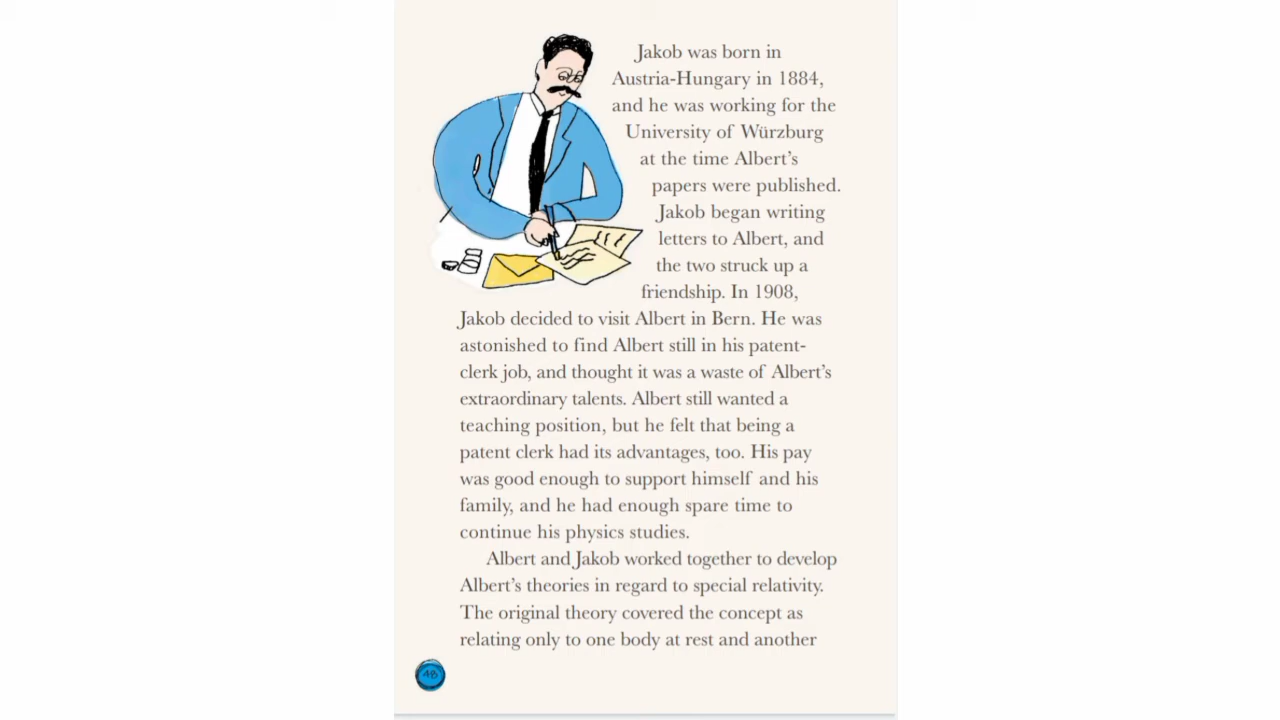 Jakob was born in
Austria-Hungary in 1884,
and he was working for the
University of Würzburg
at the time Albert’s
papers were published.
Jakob began writing
letters to Albert, and
the two struck up a
friendship. In 1908,
Jakob decided to visit Albert in Bern. He was
astonished to find Albert still in his patent-
clerk job, and thought it was a waste of Albert’s
extraordinary talents. Albert still wanted a
teaching position, but he felt that being a
patent clerk had its advantages, too. His pay
was good enough to support himself and his
family, and he had enough spare time to
continue his physics studies.
Albert and Jakob worked together to develop
Albert’s theories in regard to special relativity.
The original theory covered the concept as
relating only to one body at rest and another
48